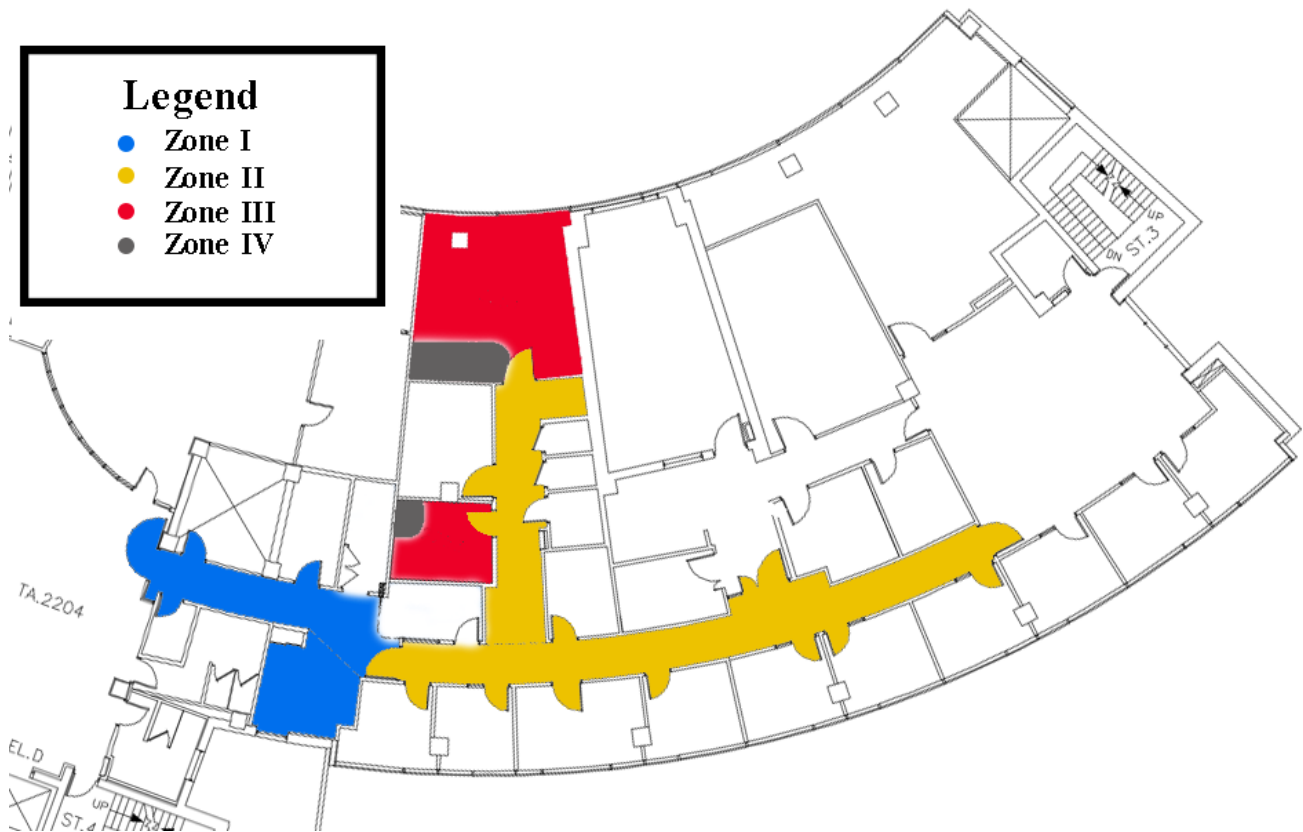 Legend
Zone I
Zone II
Zone III
Zone IV
UP
DN
ST.3
TA.2204
EL.D
UP
ST.4